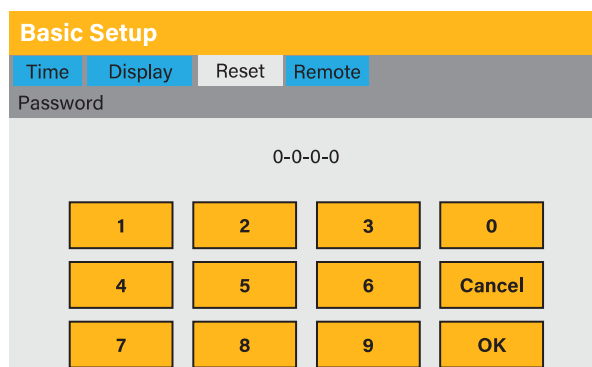 Basic Setup
Time Display Reset Remote
Password
0-0-0-0
1 2 3 0
4 5 6 Cancel
7 8 9 OK